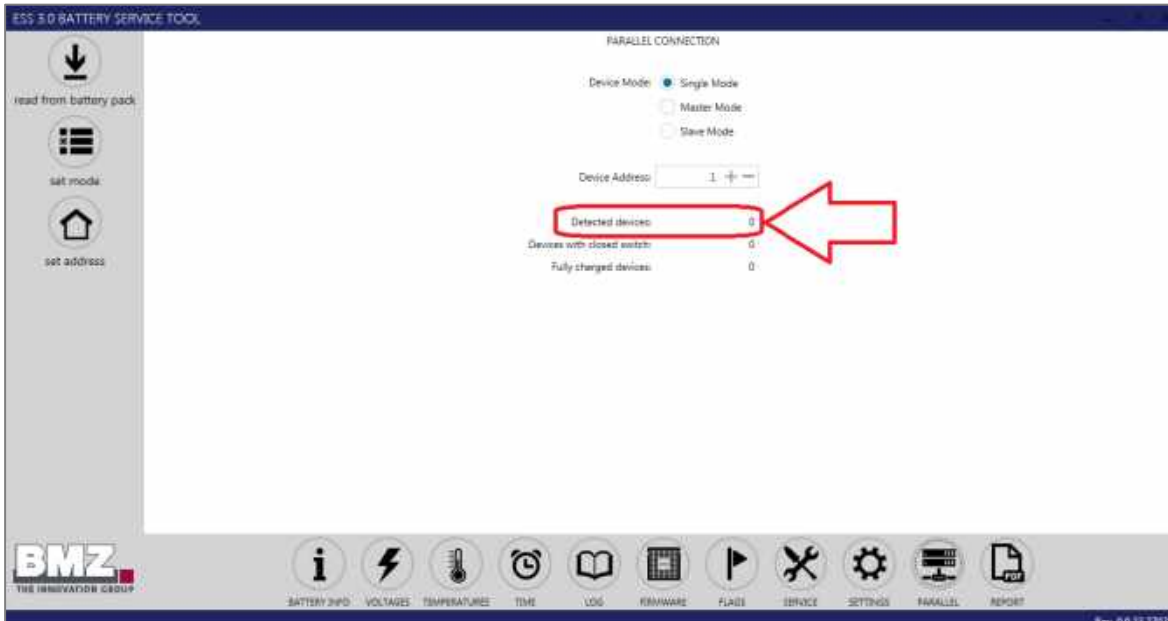 ESS 3.0 BATTERY SERVICE TOOL
PARALLEL CONNECTION
read from battery pack
set mode
set address
Device Mode: Single Mode
Master Mode
Slave Mode
Device Address: 1
Detected devices: 0
Devices with closed switch: 0
Fully charged devices: 0
BMZ
THE INNOVATION GROUP
BATTERY INFO VOLTAGES TEMPERATURES TIME LOG FIRMWARE FLAGS SERVICE SETTINGS PARALLEL PDF REPORT